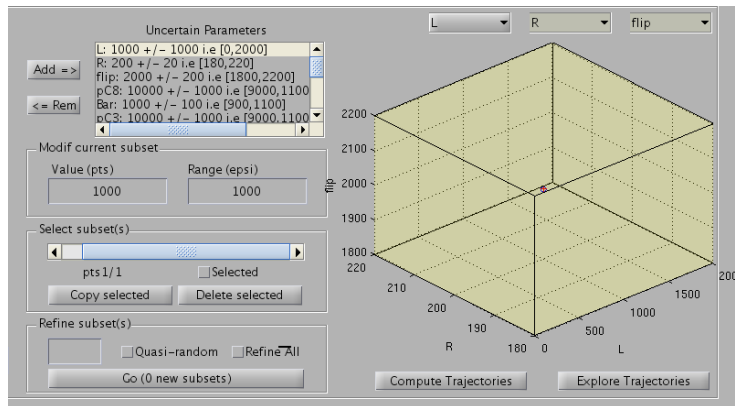 Uncertain Parameters
L: 1000 +/- 1000 i.e [0,2000]
R: 200 +/- 20 i.e [180,220]
flip: 2000 +/- 200 i.e [1800,2200]
pC8: 10000 +/- 1000 i.e [9000,1100
Bar: 1000 +/- 100 i.e [900,1100]
pC3: 10000 +/- 1000 i.e [9000,1100
Add =>
<= Rem
Modif current subset
Value (pts) Range (epsi)
1000 1000
Select subset(s)
pts1/1 Selected
Copy selected Delete selected
Refine subset(s)
Quasi-random Refine All
Go (0 new subsets)
L R flip
2200
2100
2000
1900
1800
flip
220
210
200
190
180
R
0
500
1000
1500
200
L
Compute Trajectories Explore Trajectories